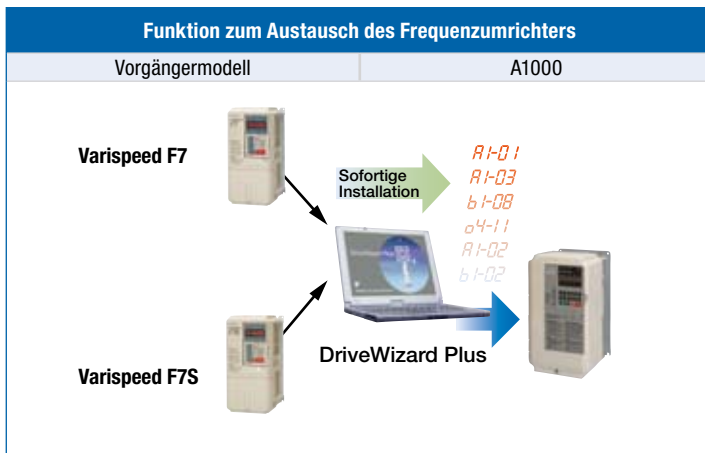 Funktion zum Austausch des Frequenzumrichters
Vorgängermodell
A1000
Varispeed F7
Sofortige
Installation
A1-01
A1-03
b1-08
o4-11
A1-02
b1-02
DriveWizard Plus
Varispeed F7S